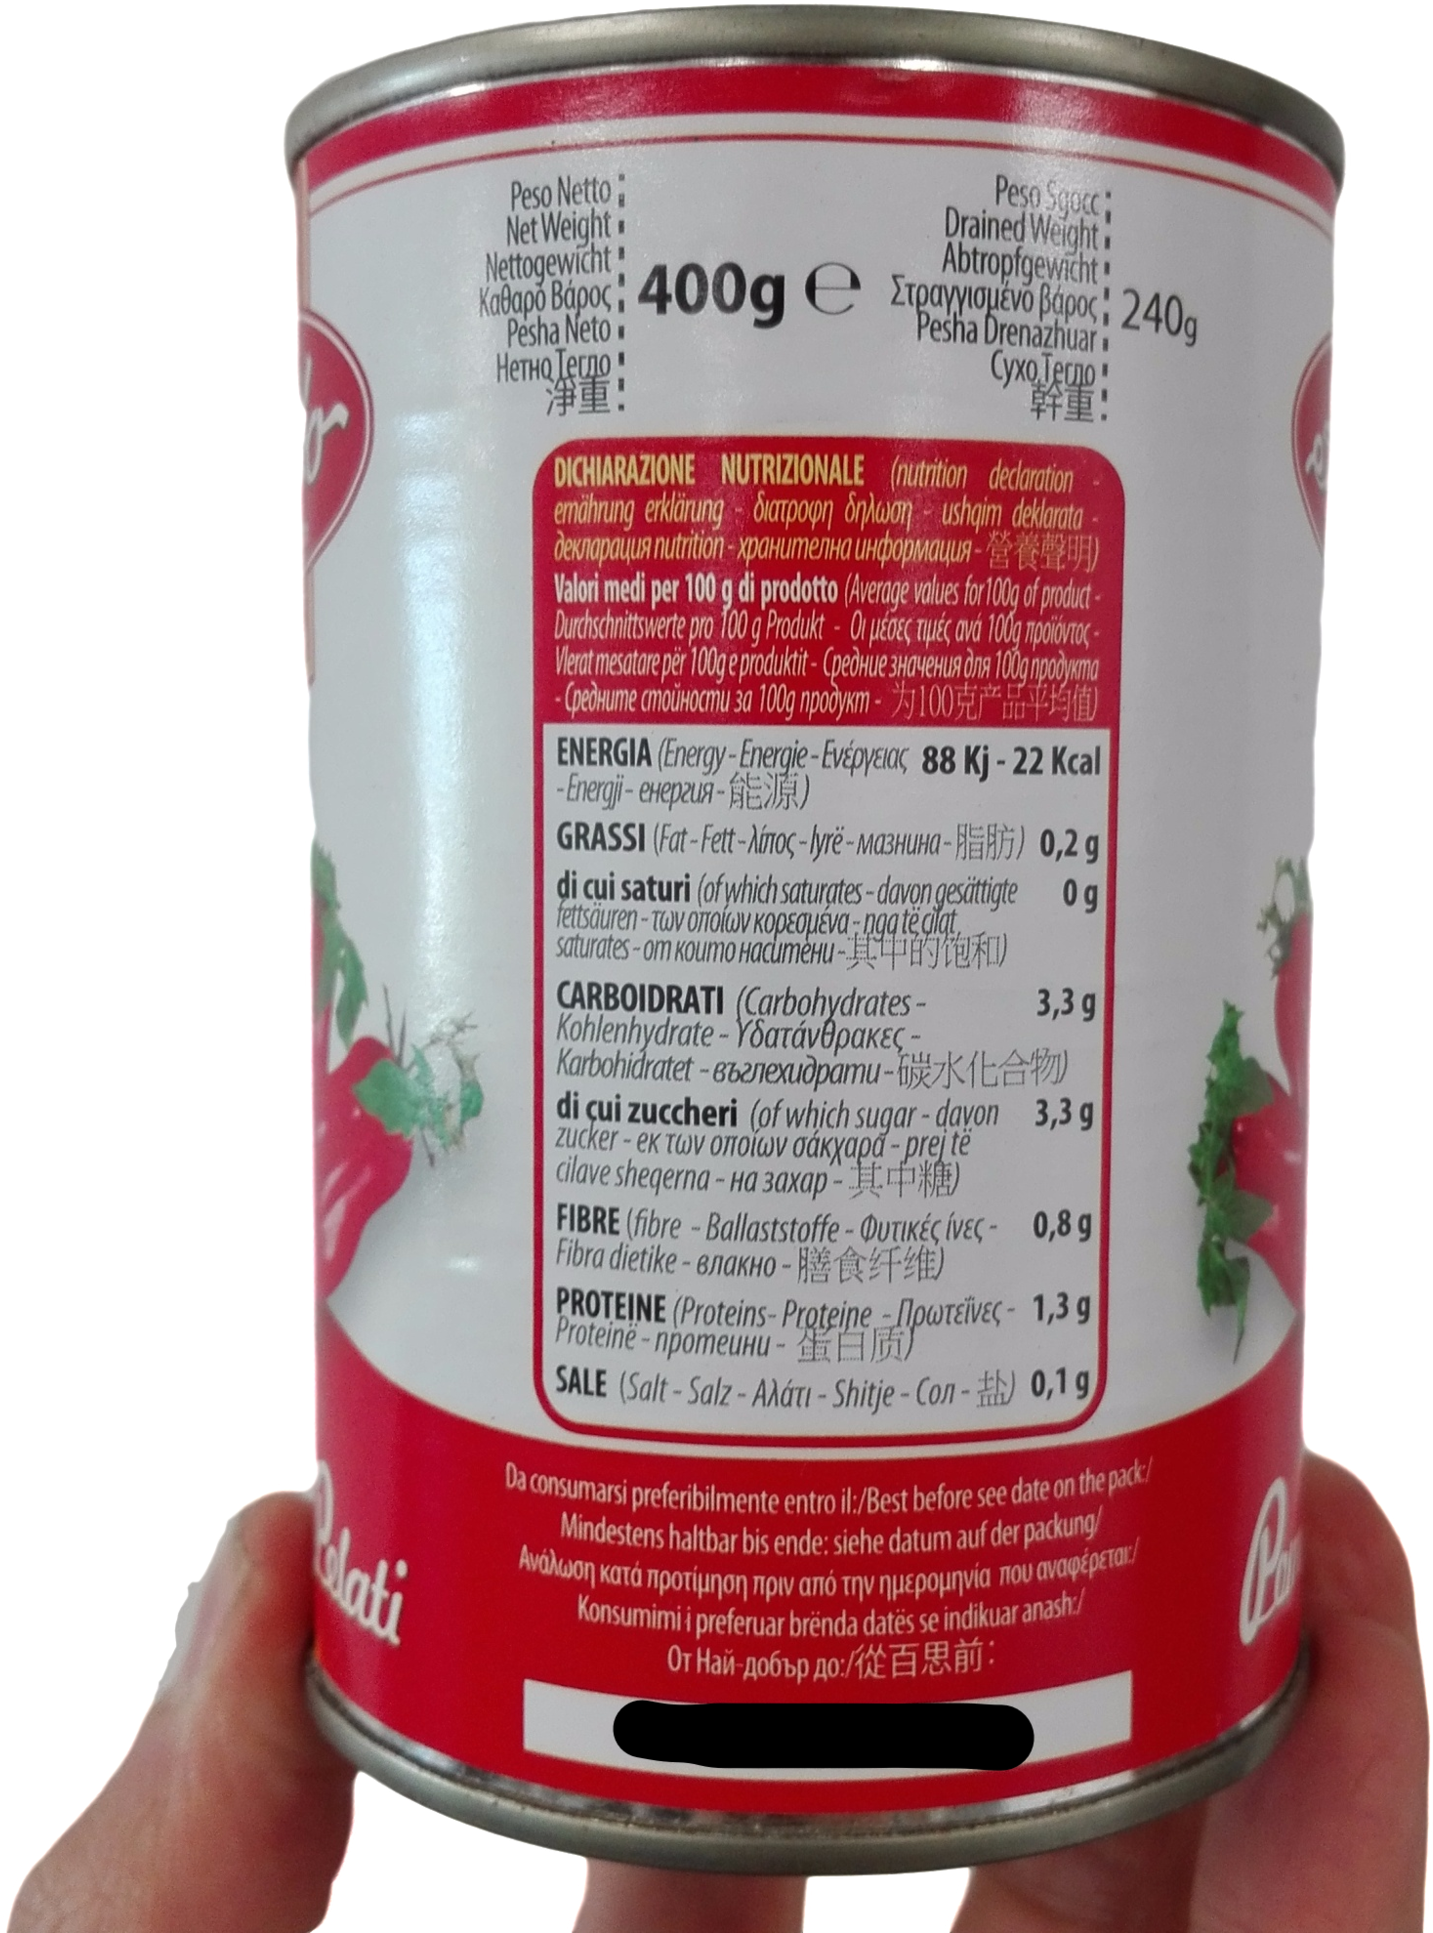 Peso Netto
Net Weight
Nettogewicht
Καθαρό Βάρος
Pesha Neto
Нетно Тегло
淨重
400g ℮
Peso Sgocc
Drained Weight
Abtropfgewicht
Στραγγισμένο βάρος
Pesha Drenazhuar
Сухо Тегло
幹重
240g
DICHIARAZIONE NUTRIZIONALE (nutrition declaration -
ernährung erklärung - διατροφη δηλωση - ushqim deklarata -
декларация nutrition - хранителна информация - 營養聲明)
Valori medi per 100 g di prodotto (Average values for 100g of product -
Durchschnittswerte pro 100 g Produkt - Οι μέσες τιμές ανά 100g προϊόντος -
Vlerat mesatare për 100g e produktit - Средние значения для 100g продукта
- Средните стойности за 100g продукт - 为100克产品平均值)
ENERGIA (Energy - Energie - Ενέργειας 88 Kj - 22 Kcal
- Energji - енергия - 能源)
GRASSI (Fat - Fett - λίπος - lyrë - мазнина - 脂肪) 0,2 g
di cui saturi (of which saturates - davon gesättigte 0 g
fettsäuren - των οποίων κορεσμένα - nga të cilat
saturates - от които наситени - 其中的饱和)
CARBOIDRATI (Carbohydrates - 3,3 g
Kohlenhydrate - Υδατάνθρακες -
Karbohidratet - въглехидрати - 碳水化合物)
di cui zuccheri (of which sugar - davon 3,3 g
zucker - εκ των οποίων σάκχαρα - prej të
cilave sheqerna - на захар - 其中糖)
FIBRE (fibre - Ballaststoffe - Φυτικές ίνες - 0,8 g
Fibra dietike - влакно - 膳食纤维)
PROTEINE (Proteins - Proteine - Πρωτεΐνες - 1,3 g
Proteinë - протеини - 蛋白质)
SALE (Salt - Salz - Αλάτι - Shitje - Сол - 盐) 0,1 g
Da consumarsi preferibilmente entro il:/Best before see date on the pack:/
Mindestens haltbar bis ende: siehe datum auf der packung/
Ανάλωση κατά προτίμηση πριν από την ημερομηνία που αναφέρεται:/
Konsumimi i preferuar brënda datës se indikuar anash:/
От Най-добър до:/從百思前:
Pelati